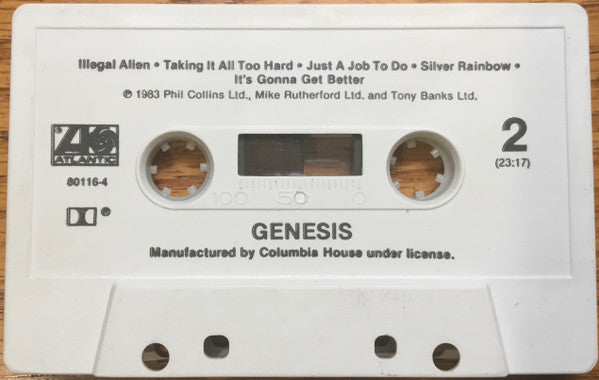 Illegal Alien • Taking It All Too Hard • Just A Job To Do • Silver Rainbow •
It's Gonna Get Better
℗ 1983 Phil Collins Ltd., Mike Rutherford Ltd. and Tony Banks Ltd.
ATLANTIC
80116-4
2
(23:17)
100 50 0
GENESIS
Manufactured by Columbia House under license.